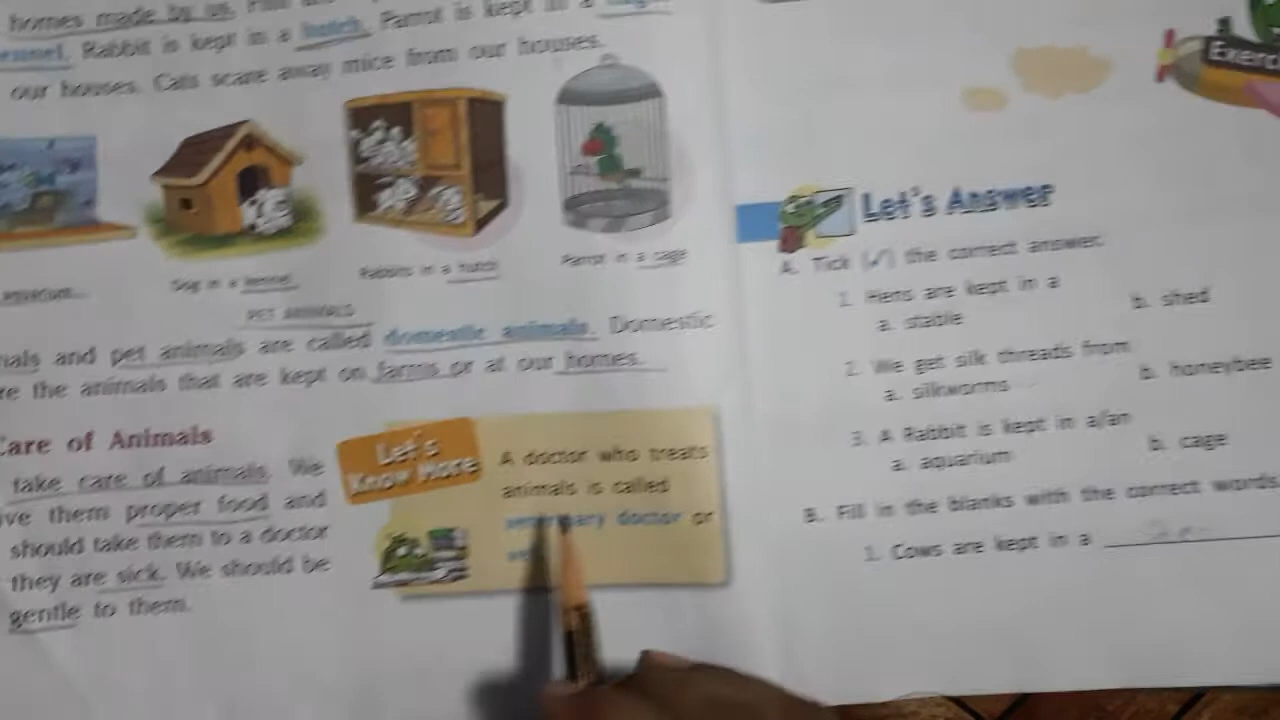 homes made by us.
Rabbit is kept in a hutch. Parrot is kept in a
our houses. Cats scare away mice from our houses.
aquarium.
Dog in a kennel
Rabbits in a hutch
Parrot in a cage
PET ANIMALS
and pet animals are called domestic animals. Domestic
the animals that are kept on farms or at our homes.
Care of Animals
take care of animals. We
them proper food and
should take them to a doctor
they are sick. We should be
gentle to them.
Let's
Know More
A doctor who treats
animals is called
veterinary doctor or
Let's Answer
A. Tick (✓) the correct answer.
1. Hens are kept in a
a. stable
b. shed
2. We get silk threads from
a. silkworms
b. honeybee
3. A Rabbit is kept in a/an
a. aquarium
b. cage
B. Fill in the blanks with the correct words
1. Cows are kept in a